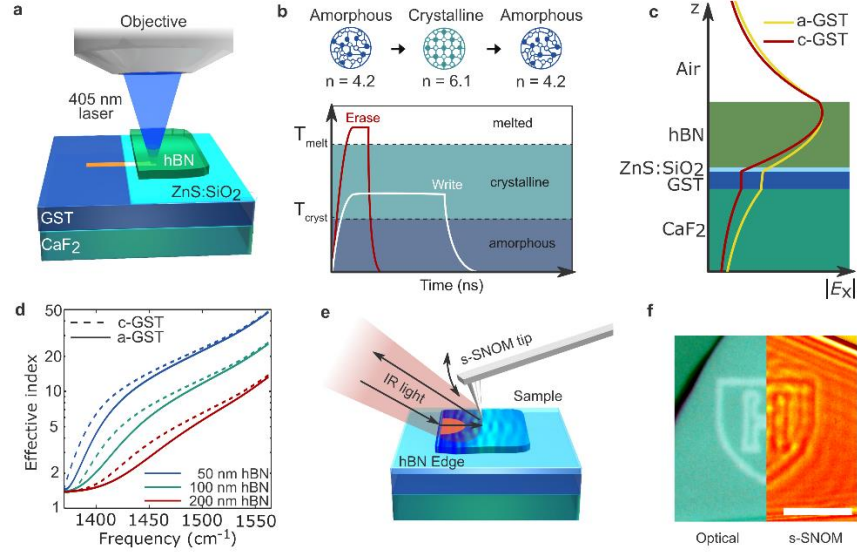 a
Objective
405 nm
laser
hBN
ZnS:SiO2
GST
CaF2
b
Amorphous Crystalline Amorphous
n = 4.2 n = 6.1 n = 4.2
Erase
Tmelt
melted
Write
crystalline
Tcryst
amorphous
Time (ns)
c
z
a-GST
c-GST
Air
hBN
ZnS:SiO2
GST
CaF2
|Ex|
d
50
20
10
5
2
1
Effective index
c-GST
a-GST
50 nm hBN
100 nm hBN
200 nm hBN
1400 1450 1500 1550
Frequency (cm⁻¹)
e
s-SNOM tip
IR light
Sample
hBN Edge
f
Optical s-SNOM